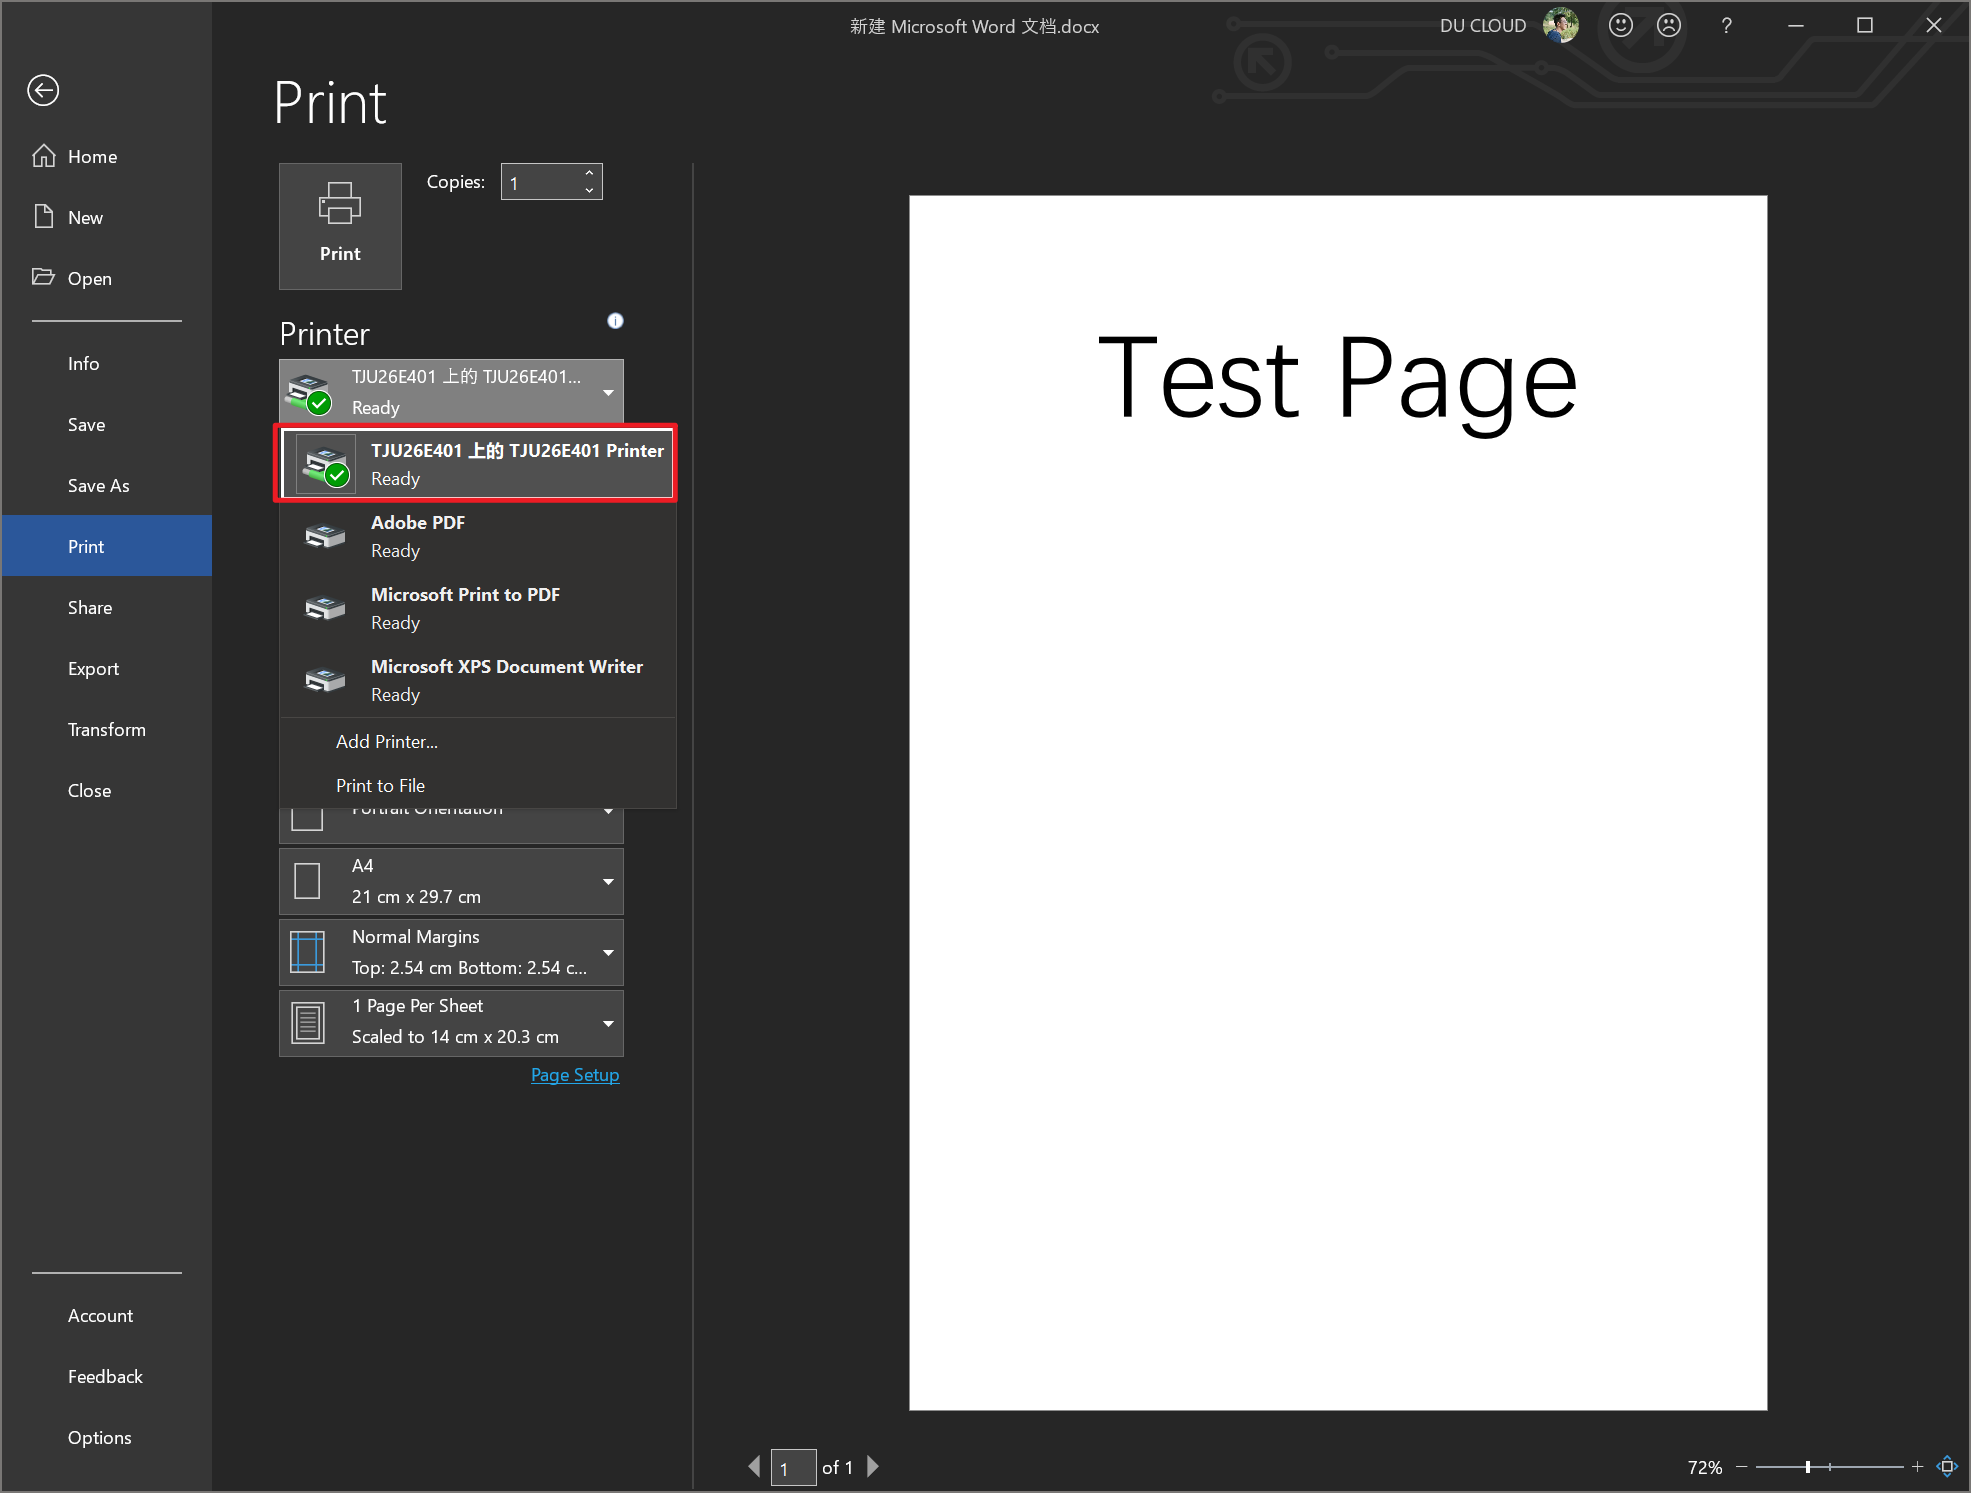 新建 Microsoft Word 文档.docx
DU CLOUD
?
Print
Home
New
Open
Info
Save
Save As
Print
Share
Export
Transform
Close
Account
Feedback
Options
Print
Copies:
1
Printer
TJU26E401 上的 TJU26E401...
Ready
TJU26E401 上的 TJU26E401 Printer
Ready
Adobe PDF
Ready
Microsoft Print to PDF
Ready
Microsoft XPS Document Writer
Ready
Add Printer...
Print to File
Portrait Orientation
A4
21 cm x 29.7 cm
Normal Margins
Top: 2.54 cm Bottom: 2.54 c...
1 Page Per Sheet
Scaled to 14 cm x 20.3 cm
Page Setup
Test Page
1 of 1
72%